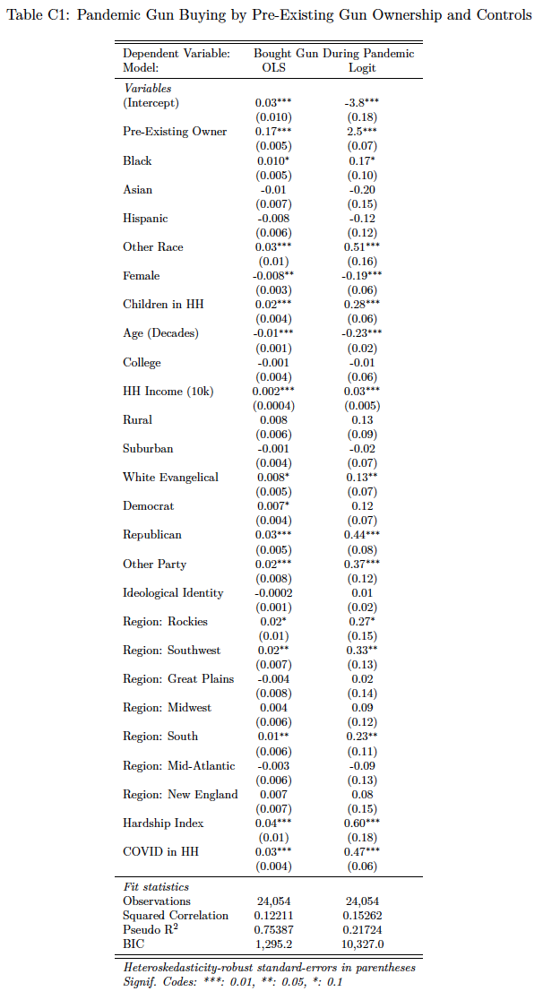 Table C1: Pandemic Gun Buying by Pre-Existing Gun Ownership and Controls
Dependent Variable: Bought Gun During Pandemic
Model: OLS Logit
Variables
(Intercept) 0.03*** -3.8***
(0.010) (0.18)
Pre-Existing Owner 0.17*** 2.5***
(0.005) (0.07)
Black 0.010* 0.17*
(0.005) (0.10)
Asian -0.01 -0.20
(0.007) (0.15)
Hispanic -0.008 -0.12
(0.006) (0.12)
Other Race 0.03*** 0.51***
(0.01) (0.16)
Female -0.008** -0.19***
(0.003) (0.06)
Children in HH 0.02*** 0.28***
(0.004) (0.06)
Age (Decades) -0.01*** -0.23***
(0.001) (0.02)
College -0.001 -0.01
(0.004) (0.06)
HH Income (10k) 0.002*** 0.03***
(0.0004) (0.005)
Rural 0.008 0.13
(0.006) (0.09)
Suburban -0.001 -0.02
(0.004) (0.07)
White Evangelical 0.008* 0.13**
(0.005) (0.07)
Democrat 0.007* 0.12
(0.004) (0.07)
Republican 0.03*** 0.44***
(0.005) (0.08)
Other Party 0.02*** 0.37***
(0.008) (0.12)
Ideological Identity -0.0002 0.01
(0.001) (0.02)
Region: Rockies 0.02* 0.27*
(0.01) (0.15)
Region: Southwest 0.02** 0.33**
(0.007) (0.13)
Region: Great Plains -0.004 0.02
(0.008) (0.14)
Region: Midwest 0.004 0.09
(0.006) (0.12)
Region: South 0.01** 0.23**
(0.006) (0.11)
Region: Mid-Atlantic -0.003 -0.09
(0.006) (0.13)
Region: New England 0.007 0.08
(0.007) (0.15)
Hardship Index 0.04*** 0.60***
(0.01) (0.18)
COVID in HH 0.03*** 0.47***
(0.004) (0.06)
Fit statistics
Observations 24,054 24,054
Squared Correlation 0.12211 0.15262
Pseudo R² 0.75387 0.21724
BIC 1,295.2 10,327.0
Heteroskedasticity-robust standard-errors in parentheses
Signif. Codes: ***: 0.01, **: 0.05, *: 0.1